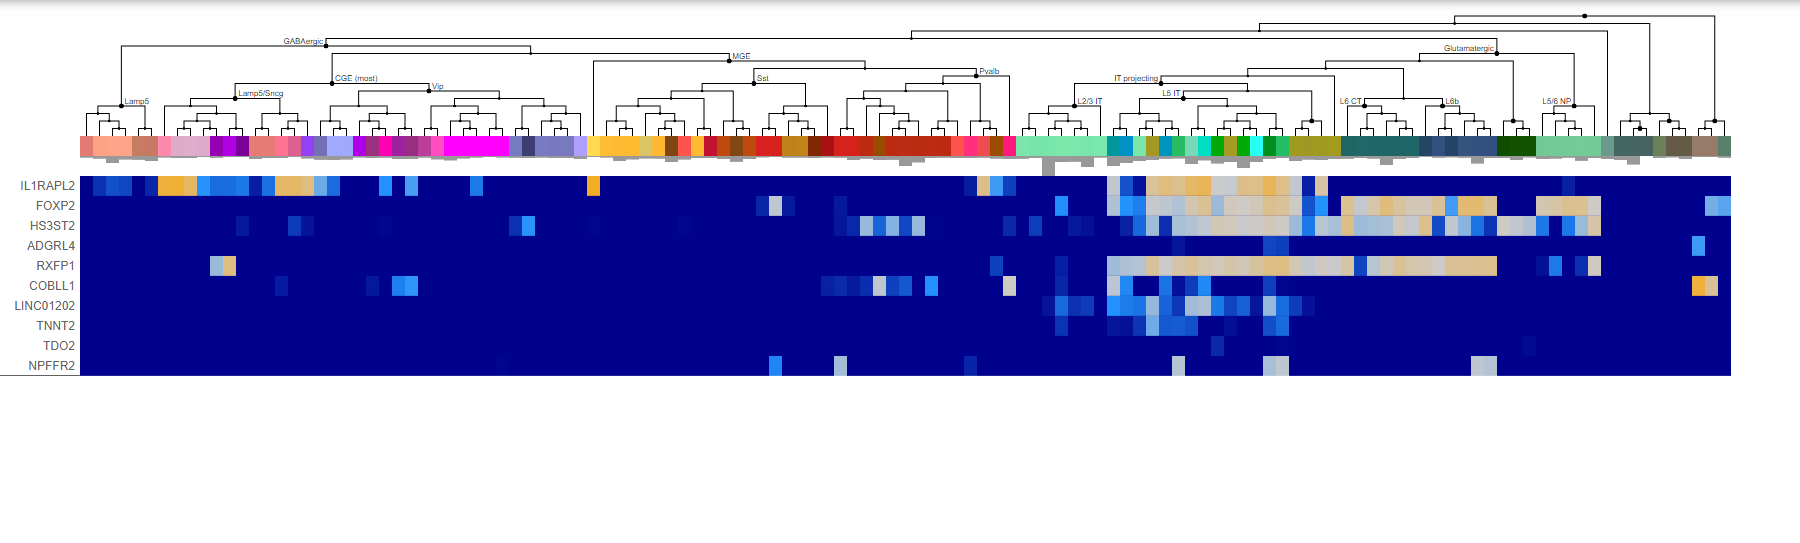 GABAergic
Glutamatergic
MGE
Pvalb
CGE (most)
Sst
IT projecting
Vip
Lamp5/Sncg
L5 IT
Lamp5
L2/3 IT
L6 CT
L6b
L5/6 NP
IL1RAPL2
FOXP2
HS3ST2
ADGRL4
RXFP1
COBLL1
LINC01202
TNNT2
TDO2
NPFFR2